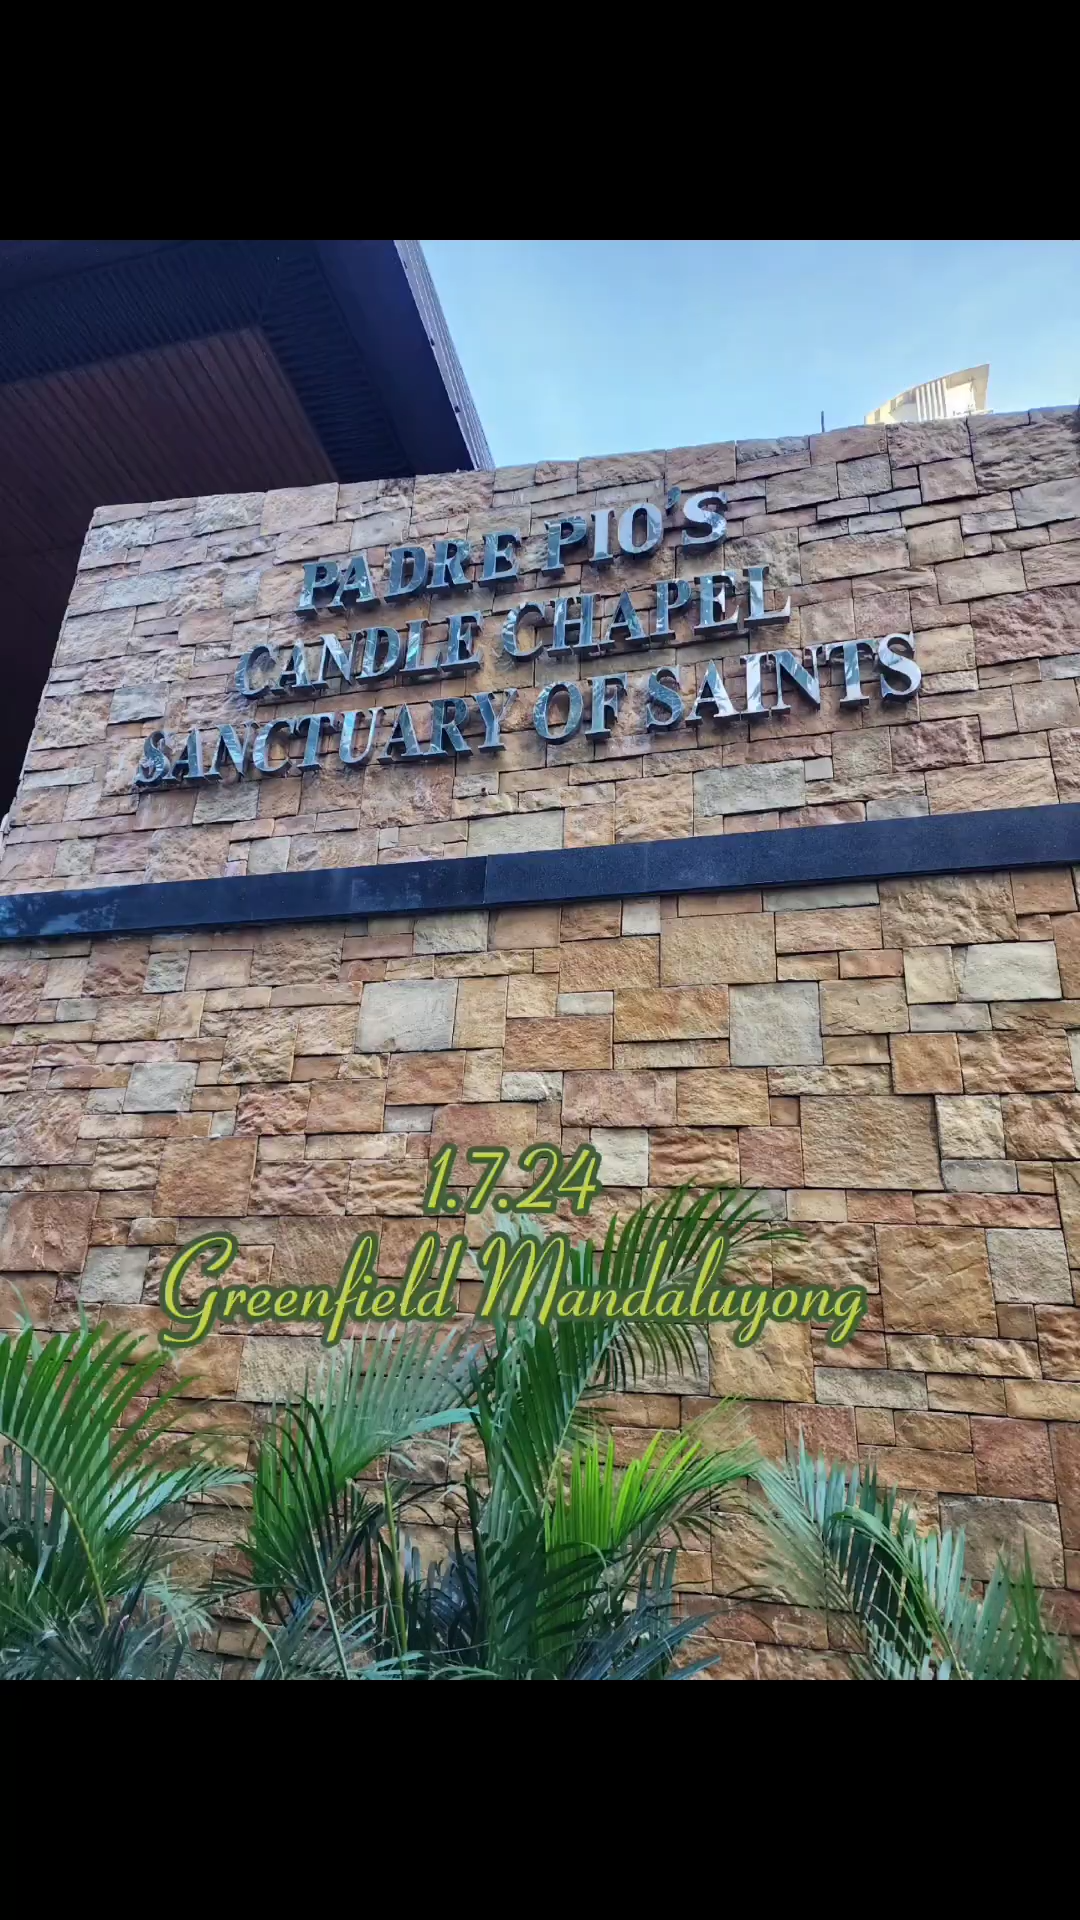 PADRE PIO'S
CANDLE CHAPEL
SANCTUARY OF SAINTS
1.7.24
Greenfield Mandaluyong